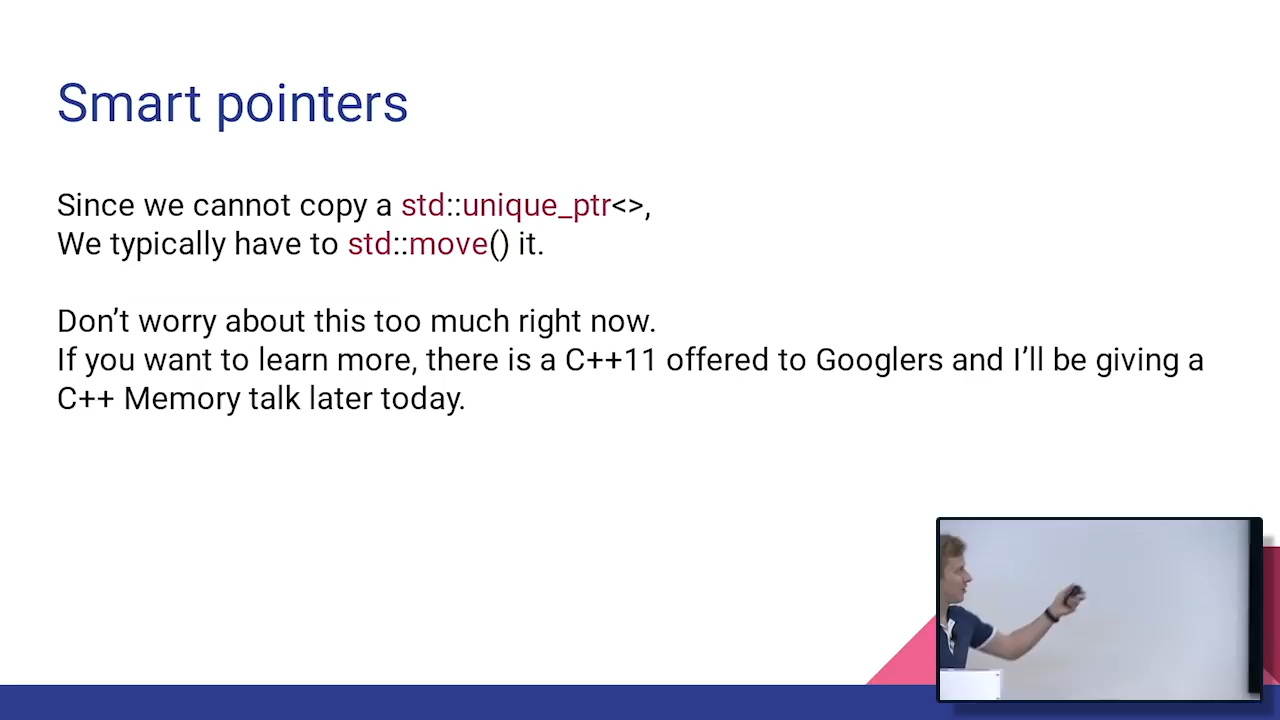 Smart pointers
Since we cannot copy a std::unique_ptr<>,
We typically have to std::move() it.
Don’t worry about this too much right now.
If you want to learn more, there is a C++11 offered to Googlers and I’ll be giving a
C++ Memory talk later today.